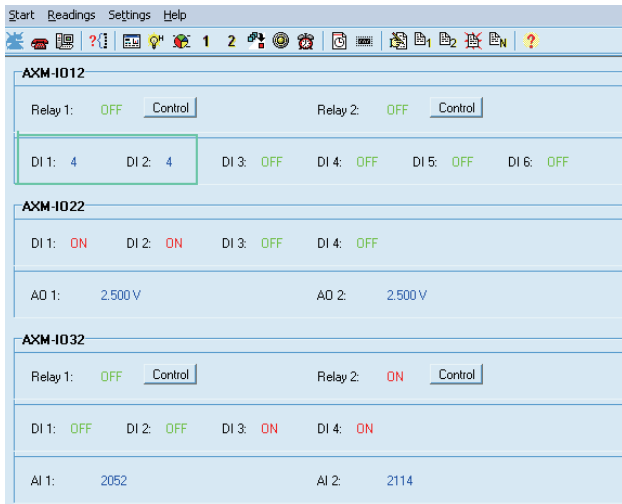 Start Readings Settings Help
?{} H 1 2 1 2 N ?
AXM-IO12
Relay 1: OFF Control Relay 2: OFF Control
DI 1: 4 DI 2: 4 DI 3: OFF DI 4: OFF DI 5: OFF DI 6: OFF
AXM-IO22
DI 1: ON DI 2: ON DI 3: OFF DI 4: OFF
AO 1: 2.500 V AO 2: 2.500 V
AXM-IO32
Relay 1: OFF Control Relay 2: ON Control
DI 1: OFF DI 2: OFF DI 3: ON DI 4: ON
AI 1: 2052 AI 2: 2114